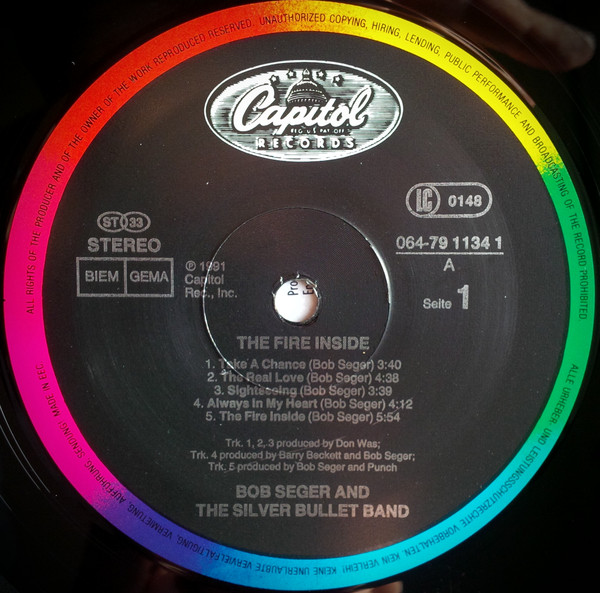 ALL RIGHTS OF THE PRODUCER AND OF THE OWNER OF THE WORK REPRODUCED RESERVED. UNAUTHORIZED COPYING, HIRING, LENDING, PUBLIC PERFORMANCE AND BROADCASTING OF THE RECORD PROHIBITED
Capitol
REG. U.S. PAT. OFF.
RECORDS
ST 33
STEREO
BIEM GEMA
℗ 1991
Capitol
Rec., Inc.
LC 0148
064-79 1134 1
A
Seite 1
Pro
THE FIRE INSIDE
1. Take A Chance (Bob Seger) 3:40
2. The Real Love (Bob Seger) 4:38
3. Sightseeing (Bob Seger) 3:39
4. Always In My Heart (Bob Seger) 4:12
5. The Fire Inside (Bob Seger) 5:54
Trk. 1, 2, 3 produced by Don Was;
Trk. 4 produced by Barry Beckett and Bob Seger;
Trk. 5 produced by Bob Seger and Punch
BOB SEGER AND
THE SILVER BULLET BAND
ALLE URHEBER- UND LEISTUNGSSCHUTZRECHTE VORBEHALTEN. KEIN VERLEIH! KEINE UNERLAUBTE VERVIELFÄLTIGUNG, VERMIETUNG, AUFFÜHRUNG, SENDUNG. MADE IN EEC